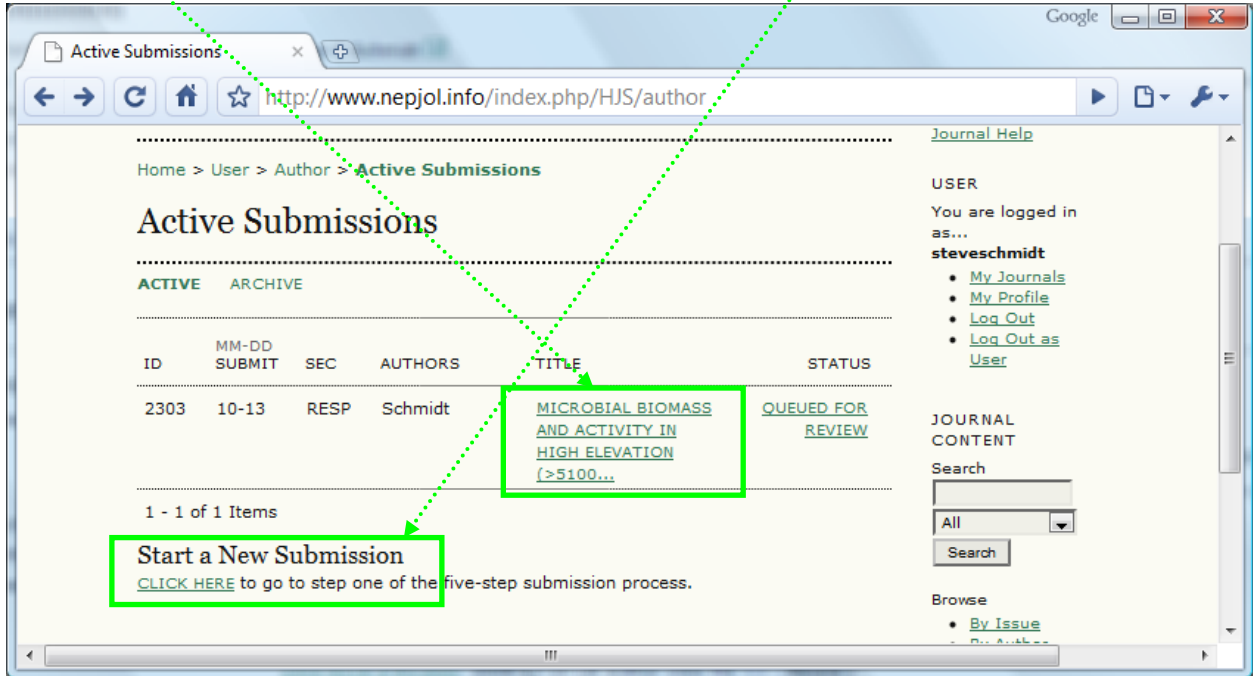 Google
Active Submissions
http://www.nepjol.info/index.php/HJS/author
Home > User > Author > Active Submissions
Active Submissions
ACTIVE ARCHIVE
ID MM-DD SUBMIT SEC AUTHORS TITLE STATUS
2303 10-13 RESP Schmidt MICROBIAL BIOMASS QUEUED FOR
AND ACTIVITY IN REVIEW
HIGH ELEVATION
(>5100...
1 - 1 of 1 Items
Start a New Submission
CLICK HERE to go to step one of the five-step submission process.
Journal Help
USER
You are logged in
as...
steveschmidt
My Journals
My Profile
Log Out
Log Out as
User
JOURNAL
CONTENT
Search
All
Search
Browse
By Issue